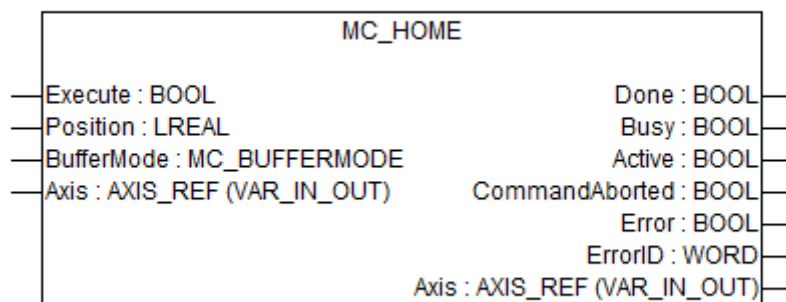 MC_HOME
Execute : BOOL
Done : BOOL
Position : LREAL
Busy : BOOL
BufferMode : MC_BUFFERMODE
Active : BOOL
Axis : AXIS_REF (VAR_IN_OUT)
CommandAborted : BOOL
Error : BOOL
ErrorID : WORD
Axis : AXIS_REF (VAR_IN_OUT)